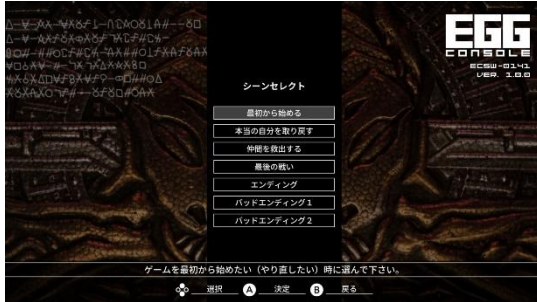 EGG
CONSOLE
ECSW-0141
VER. 1.0.0
シーンセレクト
最初から始める
本当の自分を取り戻す
仲間を救出する
最後の戦い
エンディング
バッドエンディング1
バッドエンディング2
ゲームを最初から始めたい(やり直したい)時に選んで下さい。
選択 A 決定 B 戻る